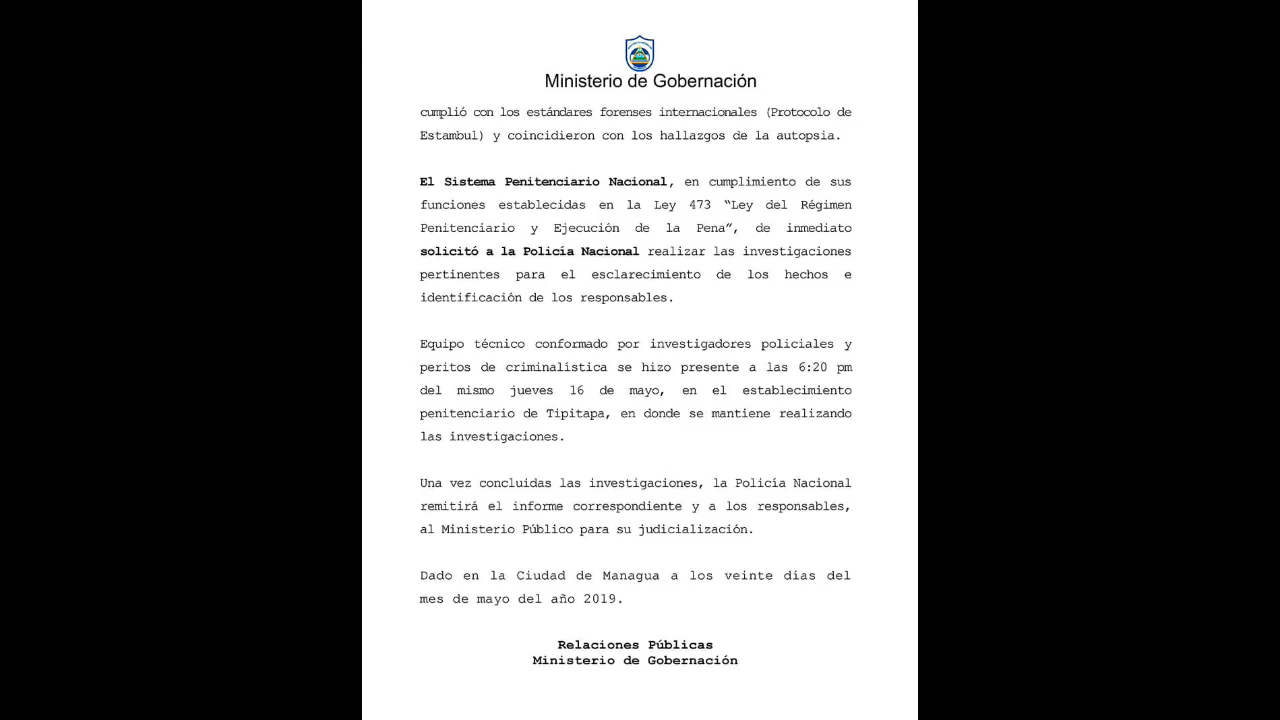 Ministerio de Gobernación
cumplió con los estándares forenses internacionales (Protocolo de
Estambul) y coincidieron con los hallazgos de la autopsia.
El Sistema Penitenciario Nacional, en cumplimiento de sus
funciones establecidas en la Ley 473 “Ley del Régimen
Penitenciario y Ejecución de la Pena”, de inmediato
solicitó a la Policía Nacional realizar las investigaciones
pertinentes para el esclarecimiento de los hechos e
identificación de los responsables.
Equipo técnico conformado por investigadores policiales y
peritos de criminalística se hizo presente a las 6:20 pm
del mismo jueves 16 de mayo, en el establecimiento
penitenciario de Tipitapa, en donde se mantiene realizando
las investigaciones.
Una vez concluidas las investigaciones, la Policía Nacional
remitirá el informe correspondiente y a los responsables,
al Ministerio Público para su judicialización.
Dado en la Ciudad de Managua a los veinte días del
mes de mayo del año 2019.
Relaciones Públicas
Ministerio de Gobernación